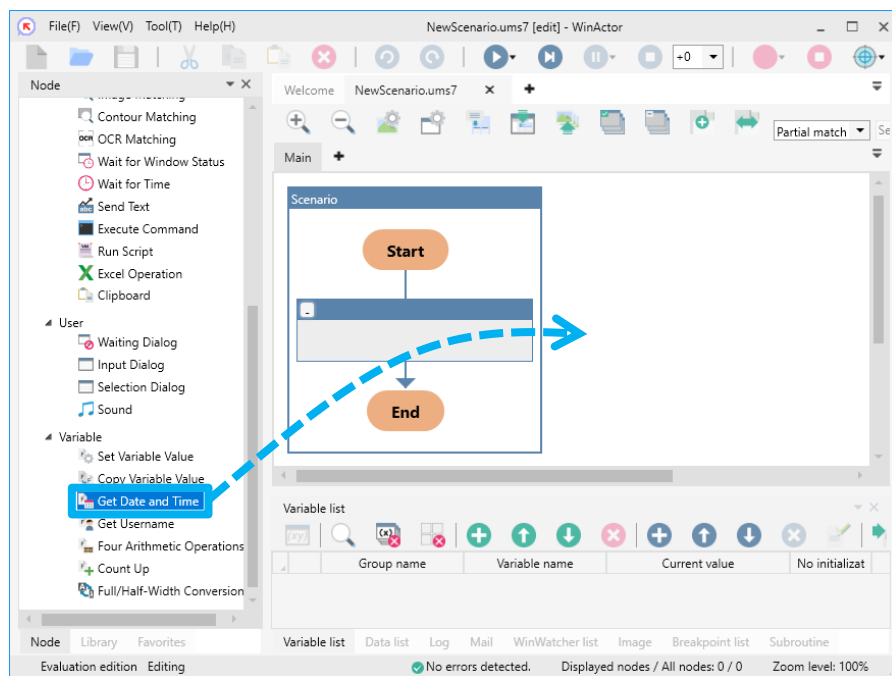 File(F) View(V) Tool(T) Help(H) NewScenario.ums7 [edit] - WinActor
+0
Node
Welcome NewScenario.ums7
Image Matching
Contour Matching
OCR OCR Matching
Wait for Window Status
Wait for Time
Send Text
Execute Command
Run Script
Excel Operation
Clipboard
User
Waiting Dialog
Input Dialog
Selection Dialog
Sound
Variable
Set Variable Value
Copy Variable Value
Get Date and Time
Get Username
Four Arithmetic Operations
Count Up
Full/Half-Width Conversion
Node Library Favorites
Partial match Se
Main
Scenario
Start
-
End
Variable list
Group name Variable name Current value No initializat
Variable list Data list Log Mail WinWatcher list Image Breakpoint list Subroutine
Evaluation edition Editing No errors detected. Displayed nodes / All nodes: 0 / 0 Zoom level: 100%